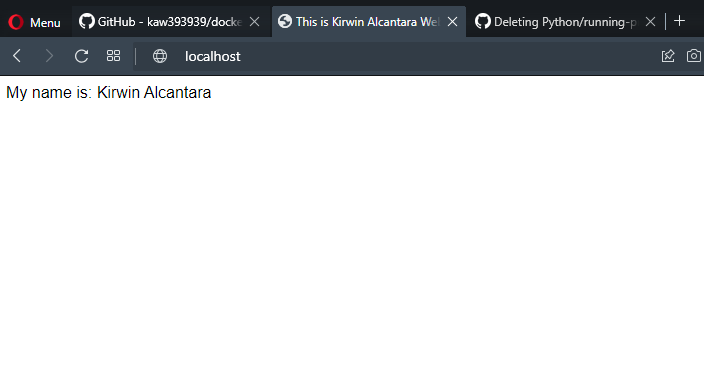 Menu
GitHub - kaw393939/docke
This is Kirwin Alcantara We
Deleting Python/running-p
localhost
My name is: Kirwin Alcantara